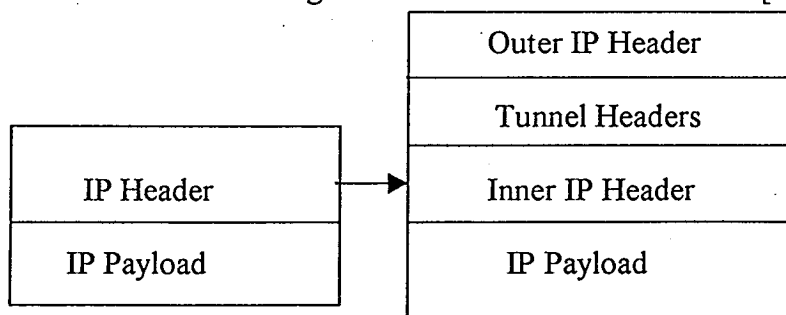 Outer IP Header
Tunnel Headers
IP Header
Inner IP Header
IP Payload
IP Payload